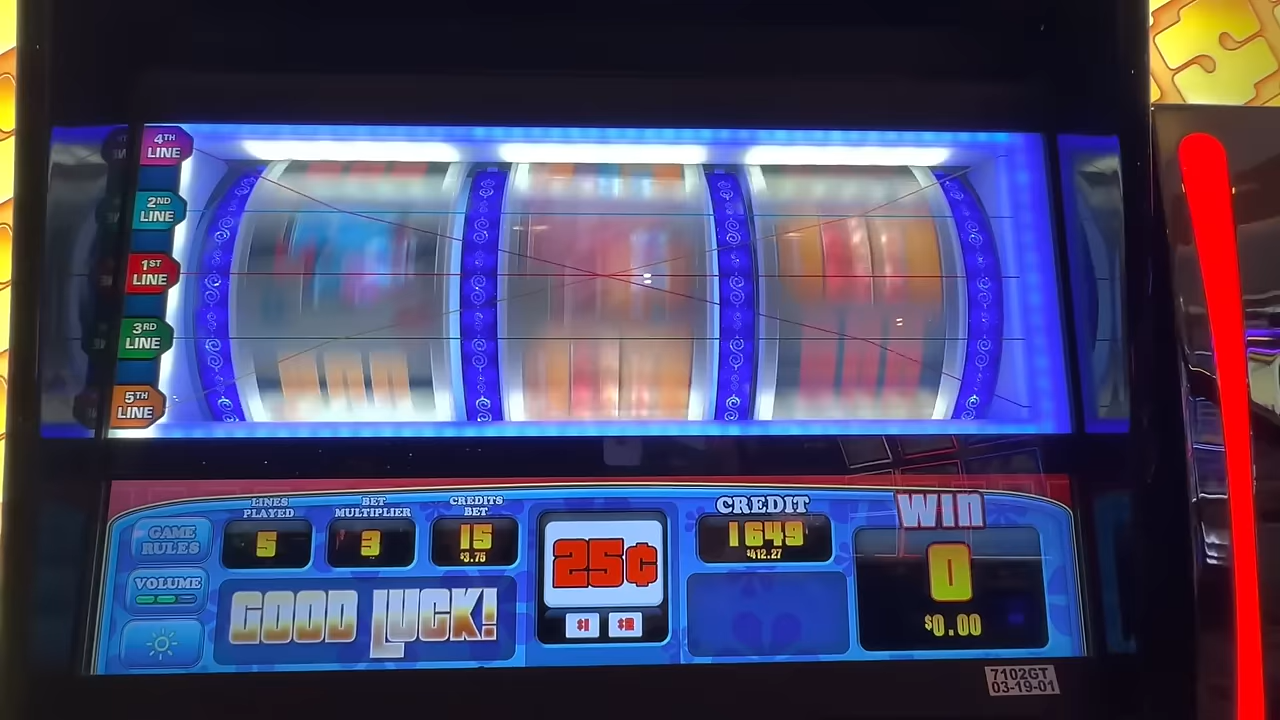 4TH
LINE
2ND
LINE
1ST
LINE
3RD
LINE
5TH
LINE
GAME
RULES
VOLUME
LINES
PLAYED
5
BET
MULTIPLIER
3
CREDITS
BET
15
$3.75
GOOD LUCK!
25¢
$1 $2
CREDIT
1649
$412.27
WIN
0
$0.00
7102GT
03-19-01